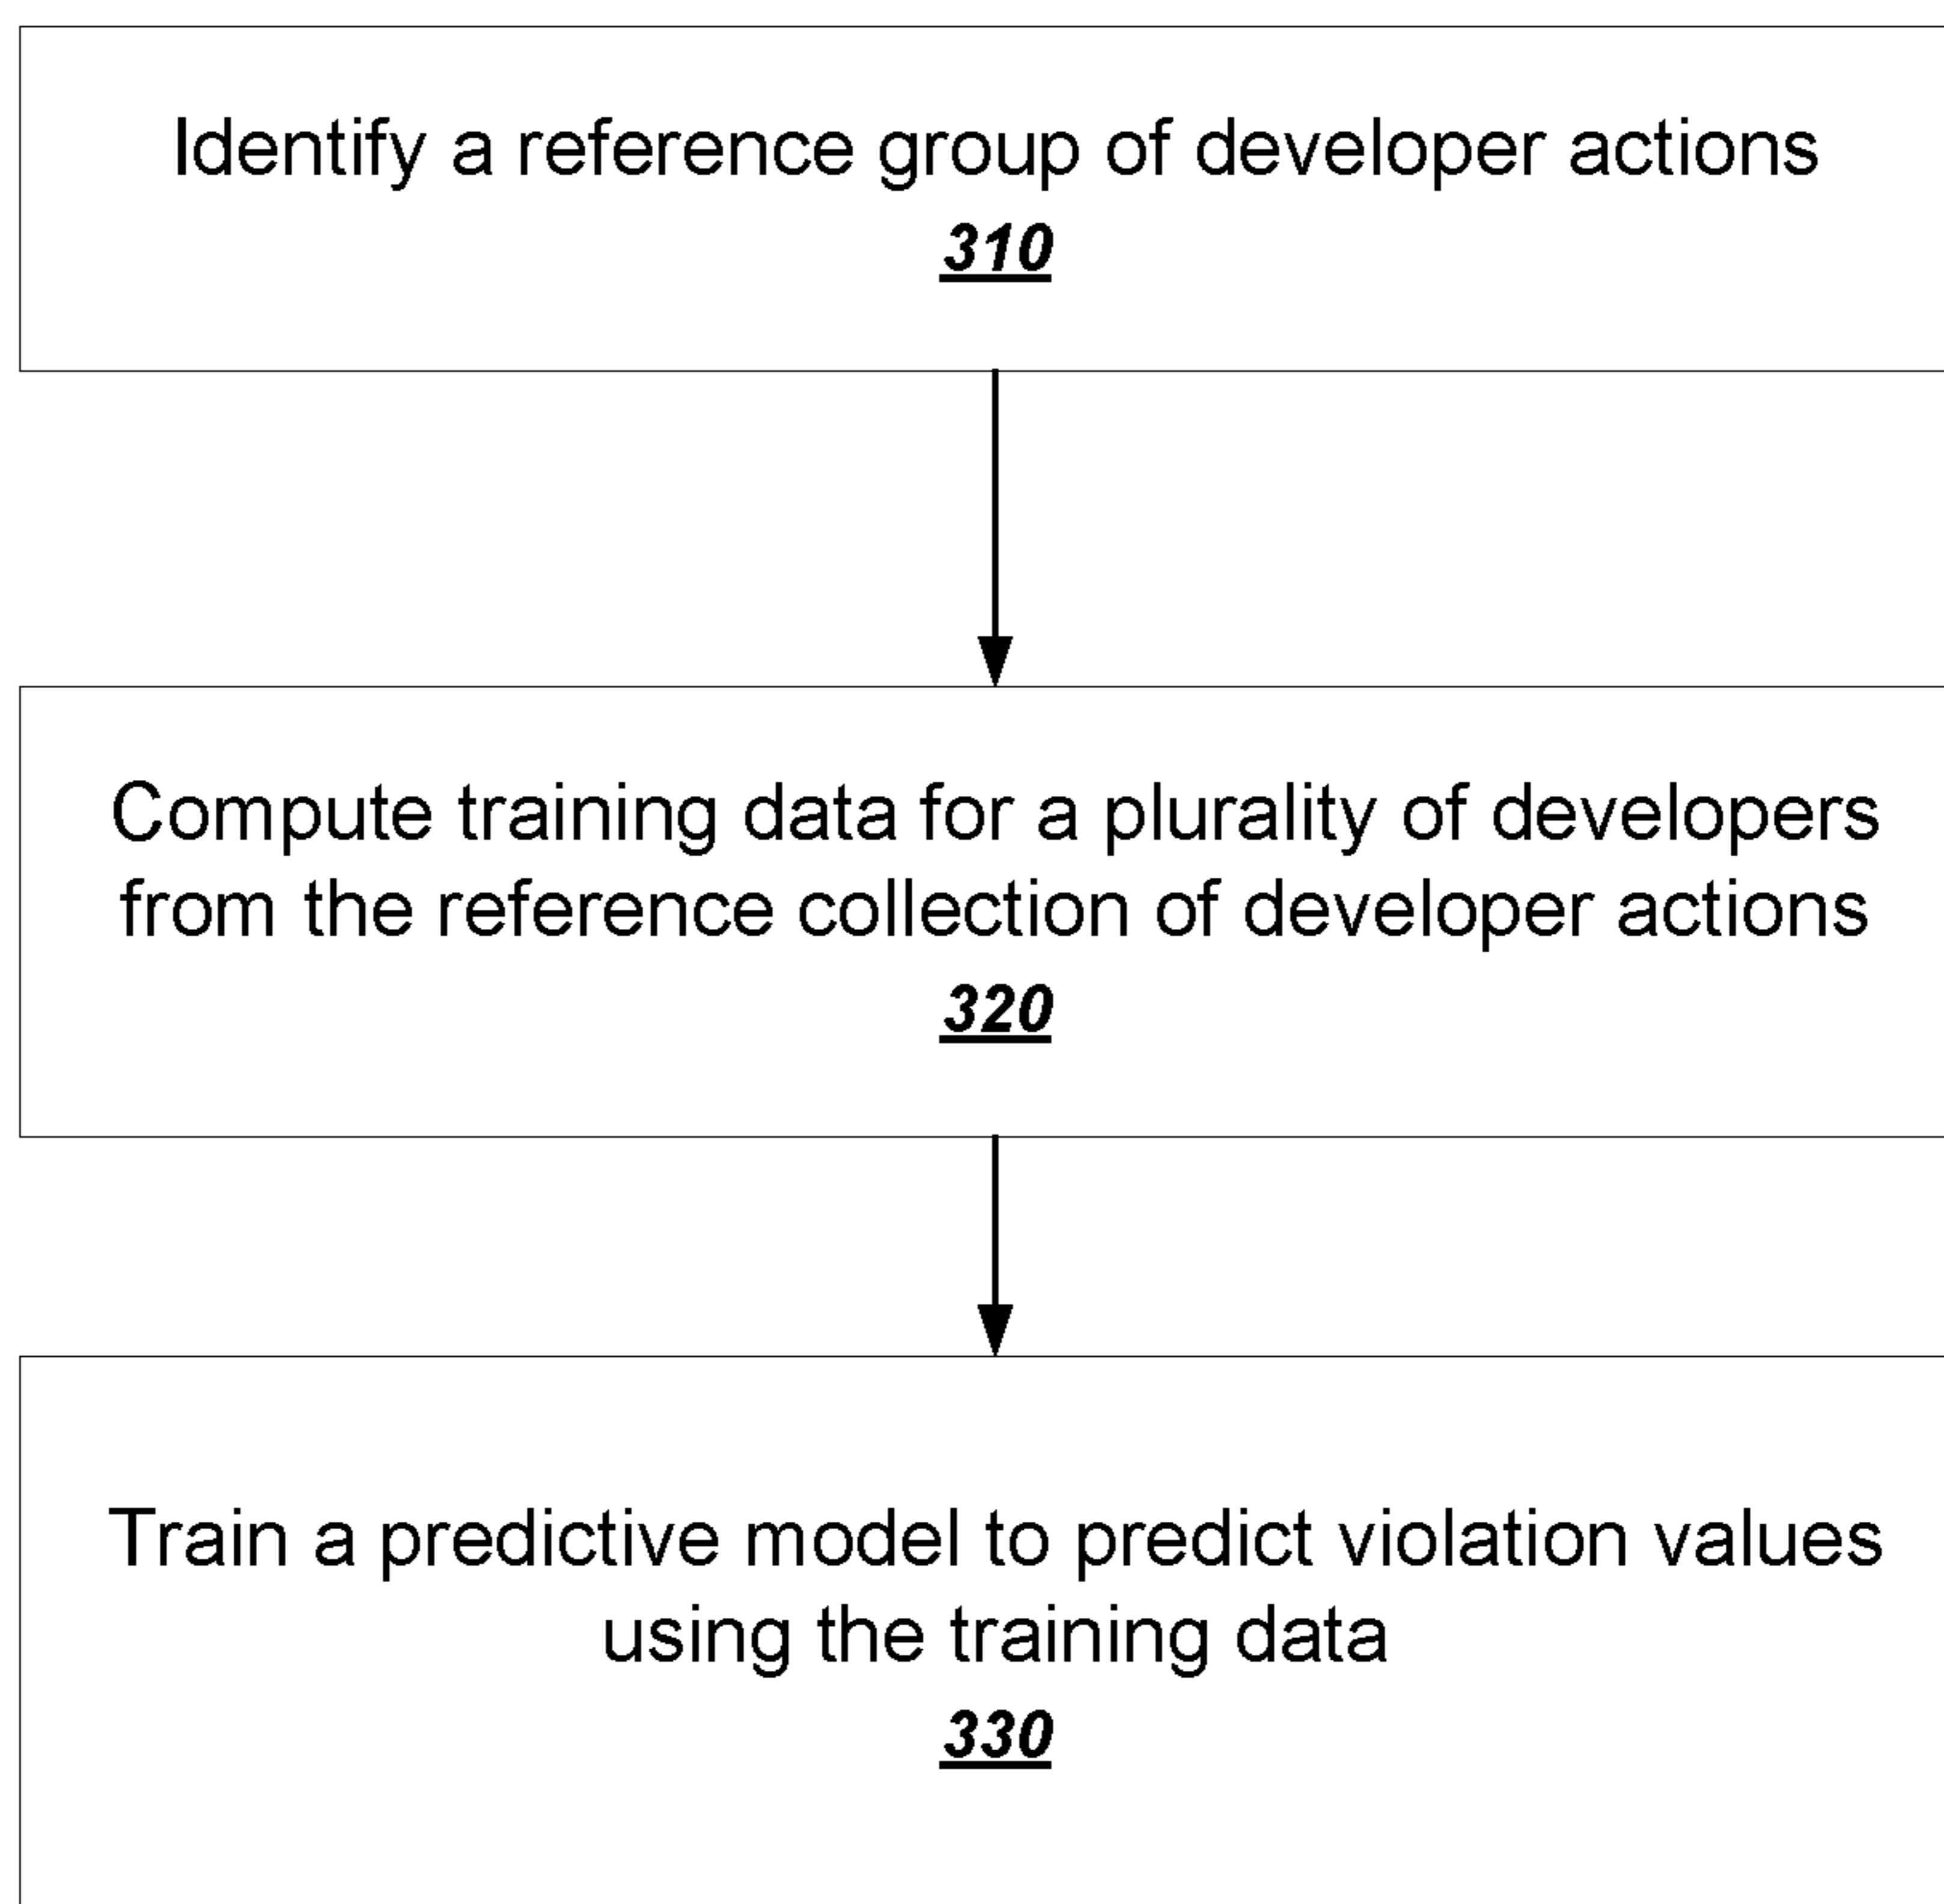 Identify a reference group of developer actions
310
Compute training data for a plurality of developers
from the reference collection of developer actions
320
Train a predictive model to predict violation values
using the training data
330